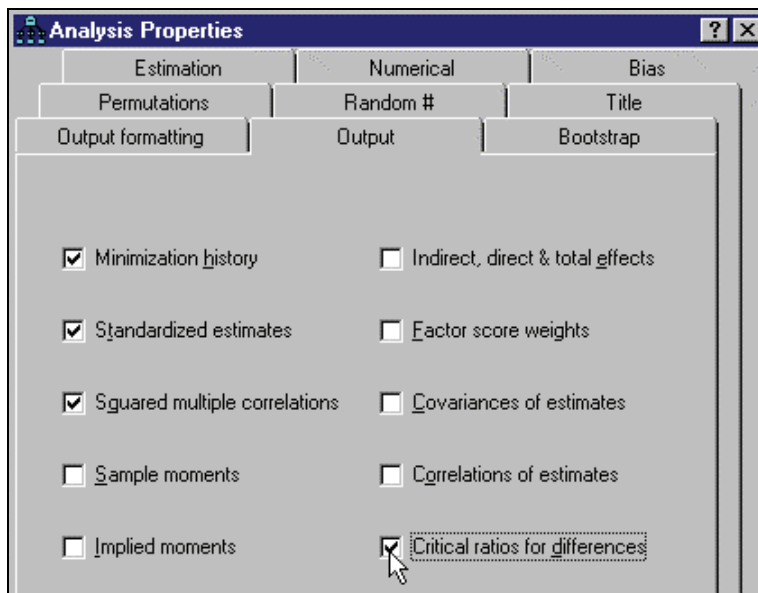 Analysis Properties
Estimation Numerical Bias
Permutations Random # Title
Output formatting Output Bootstrap
Minimization history Indirect, direct & total effects
Standardized estimates Factor score weights
Squared multiple correlations Covariances of estimates
Sample moments Correlations of estimates
Implied moments Critical ratios for differences